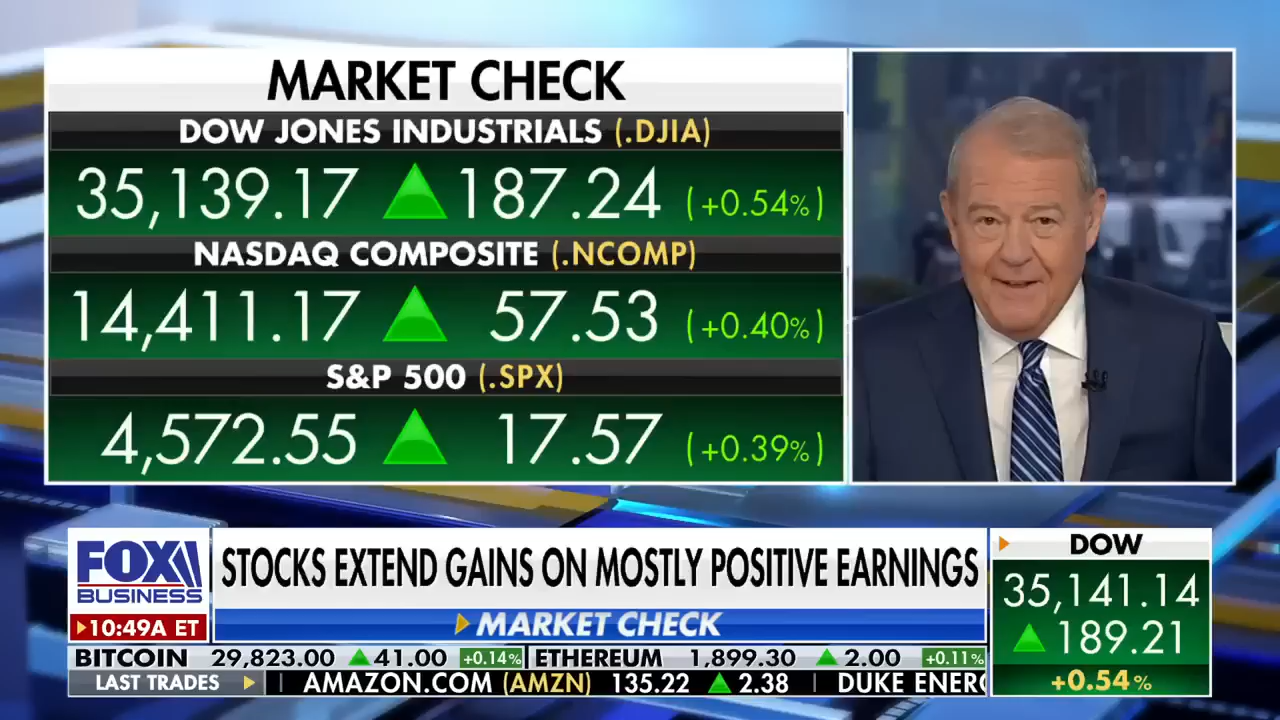 MARKET CHECK
DOW JONES INDUSTRIALS (.DJIA)
35,139.17 ▲ 187.24 (+0.54%)
NASDAQ COMPOSITE (.NCOMP)
14,411.17 ▲ 57.53 (+0.40%)
S&P 500 (.SPX)
4,572.55 ▲ 17.57 (+0.39%)
FOX BUSINESS
10:49A ET
STOCKS EXTEND GAINS ON MOSTLY POSITIVE EARNINGS
MARKET CHECK
DOW
35,141.14
▲ 189.21
+0.54%
BITCOIN 29,823.00 ▲ 41.00 +0.14% ETHEREUM 1,899.30 ▲ 2.00 +0.11%
LAST TRADES AMAZON.COM (AMZN) 135.22 ▲ 2.38 DUKE ENERG